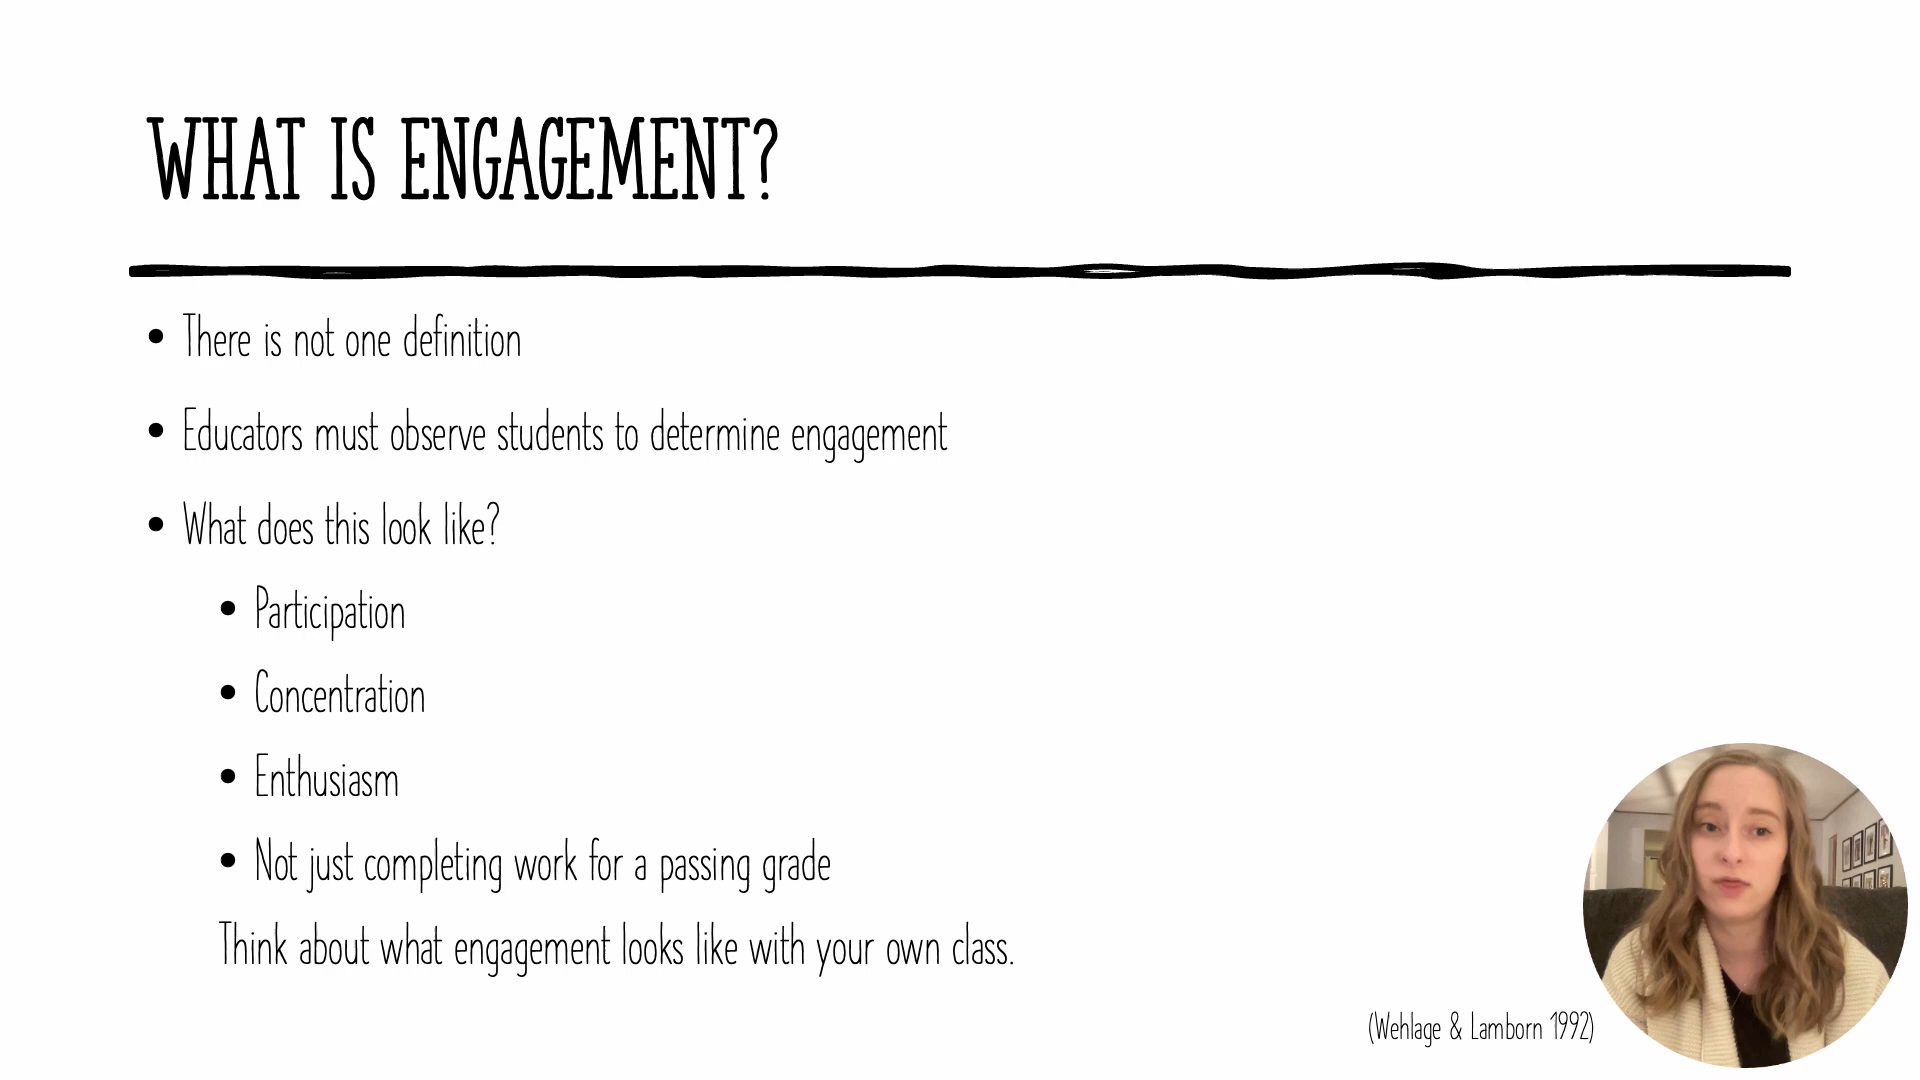 WHAT IS ENGAGEMENT?
• There is not one definition
• Educators must observe students to determine engagement
• What does this look like?
• Participation
• Concentration
• Enthusiasm
• Not just completing work for a passing grade
Think about what engagement looks like with your own class.
(Wehlage & Lamborn 1992)